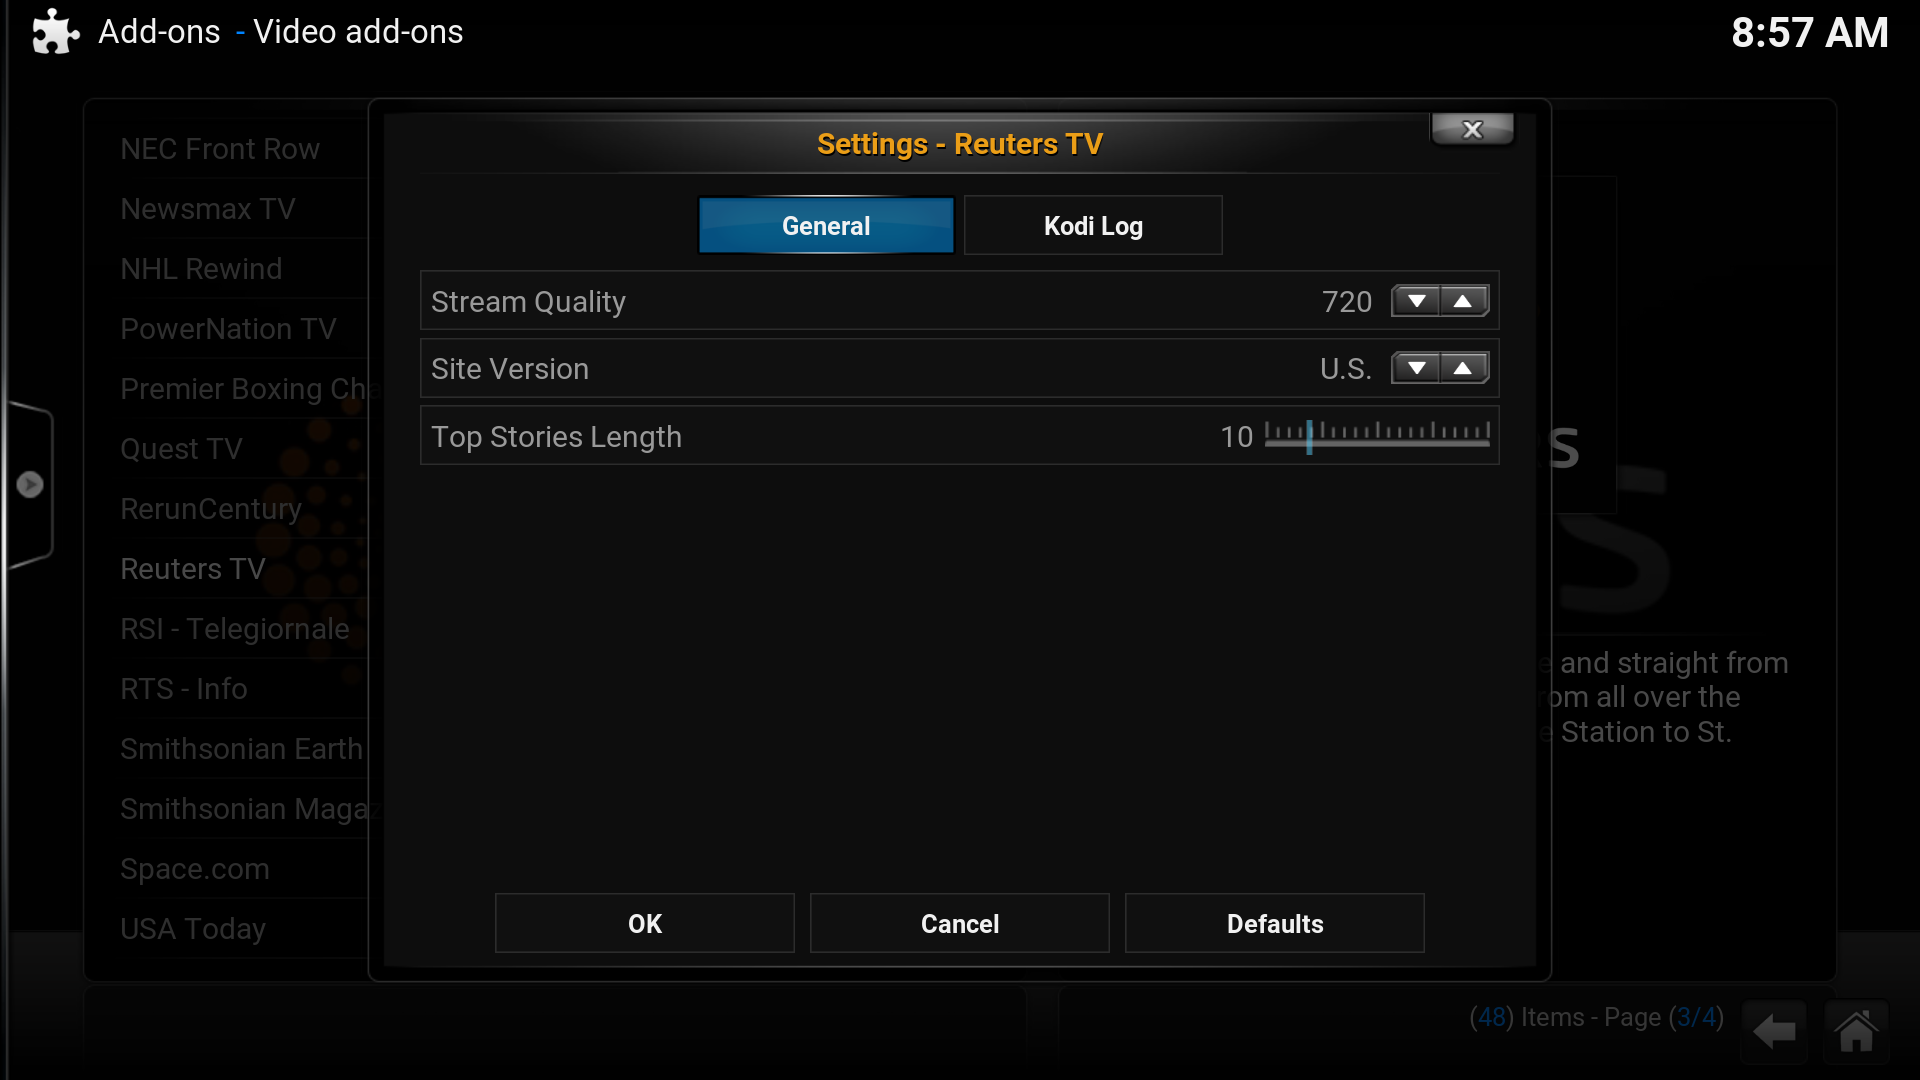 Add-ons - Video add-ons
8:57 AM
Settings - Reuters TV
General
Kodi Log
Stream Quality 720
Site Version U.S.
Top Stories Length 10
OK
Cancel
Defaults
NEC Front Row
Newsmax TV
NHL Rewind
PowerNation TV
Premier Boxing Cha
Quest TV
RerunCentury
Reuters TV
RSI - Telegiornale
RTS - Info
Smithsonian Earth
Smithsonian Magaz
Space.com
USA Today
s
s
e and straight from
rom all over the
e Station to St.
(48) Items - Page (3/4)